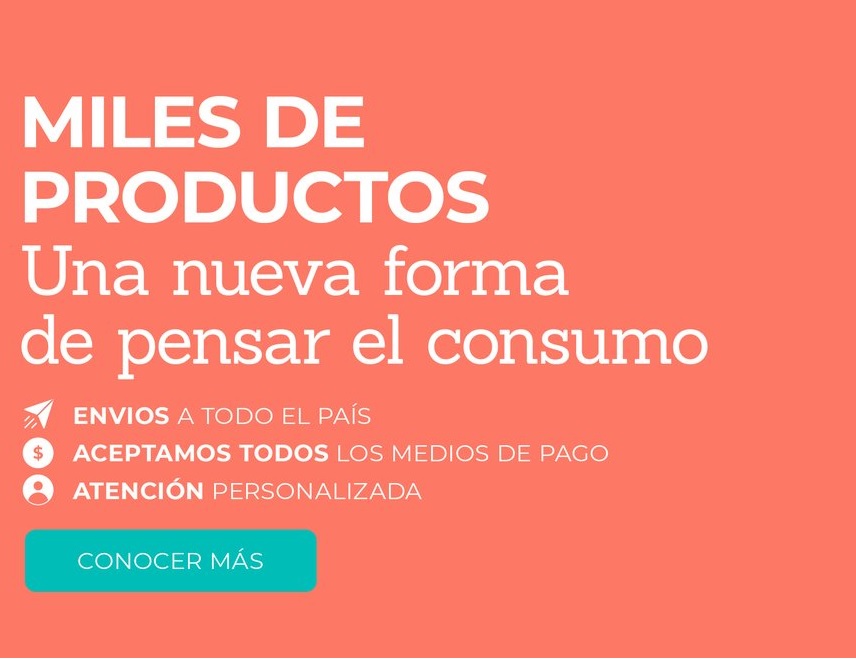 MILES DE
PRODUCTOS
Una nueva forma
de pensar el consumo
ENVIOS A TODO EL PAÍS
$
ACEPTAMOS TODOS LOS MEDIOS DE PAGO
ATENCIÓN PERSONALIZADA
CONOCER MÁS